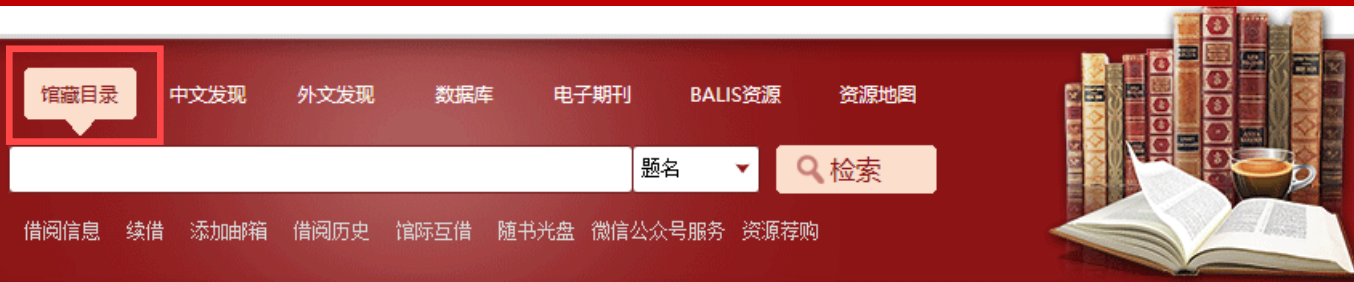 馆藏目录 中文发现 外文发现 数据库 电子期刊 BALIS资源 资源地图
题名 检索
借阅信息 续借 添加邮箱 借阅历史 馆际互借 随书光盘 微信公众号服务 资源荐购